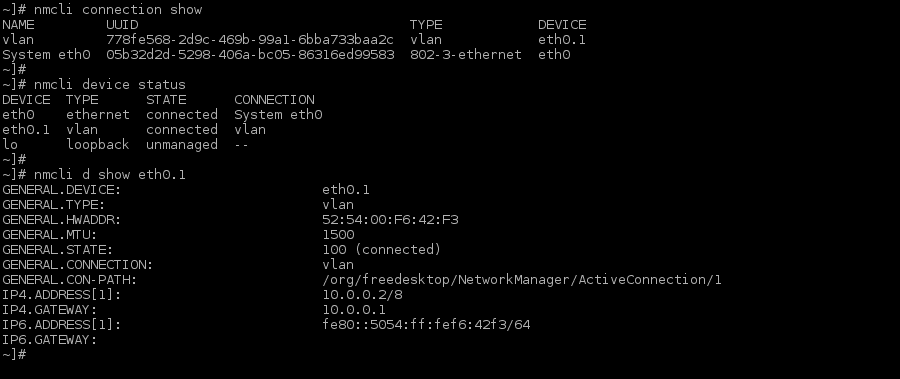 ~]# nmcli connection show
NAME         UUID                                  TYPE            DEVICE
vlan         778fe568-2d9c-469b-99a1-6bba733baa2c  vlan            eth0.1
System eth0  05b32d2d-5298-406a-bc05-86316ed99583  802-3-ethernet  eth0
~]#
~]# nmcli device status
DEVICE  TYPE      STATE      CONNECTION
eth0    ethernet  connected  System eth0
eth0.1  vlan      connected  vlan
lo      loopback  unmanaged  --
~]#
~]# nmcli d show eth0.1
GENERAL.DEVICE:                         eth0.1
GENERAL.TYPE:                           vlan
GENERAL.HWADDR:                         52:54:00:F6:42:F3
GENERAL.MTU:                            1500
GENERAL.STATE:                          100 (connected)
GENERAL.CONNECTION:                     vlan
GENERAL.CON-PATH:                       /org/freedesktop/NetworkManager/ActiveConnection/1
IP4.ADDRESS[1]:                         10.0.0.2/8
IP4.GATEWAY:                            10.0.0.1
IP6.ADDRESS[1]:                         fe80::5054:ff:fef6:42f3/64
IP6.GATEWAY:
~]#